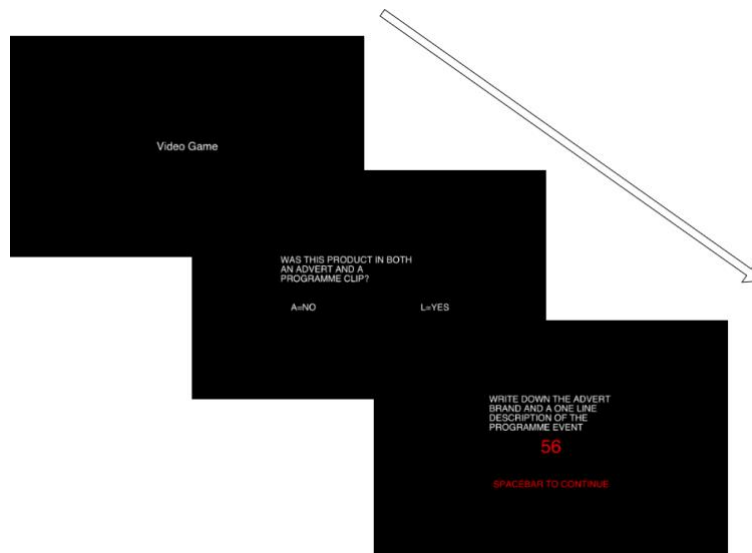 Video Game
WAS THIS PRODUCT IN BOTH
AN ADVERT AND A
PROGRAMME CLIP?
A=NO L=YES
WRITE DOWN THE ADVERT
BRAND AND A ONE LINE
DESCRIPTION OF THE
PROGRAMME EVENT
56
SPACEBAR TO CONTINUE